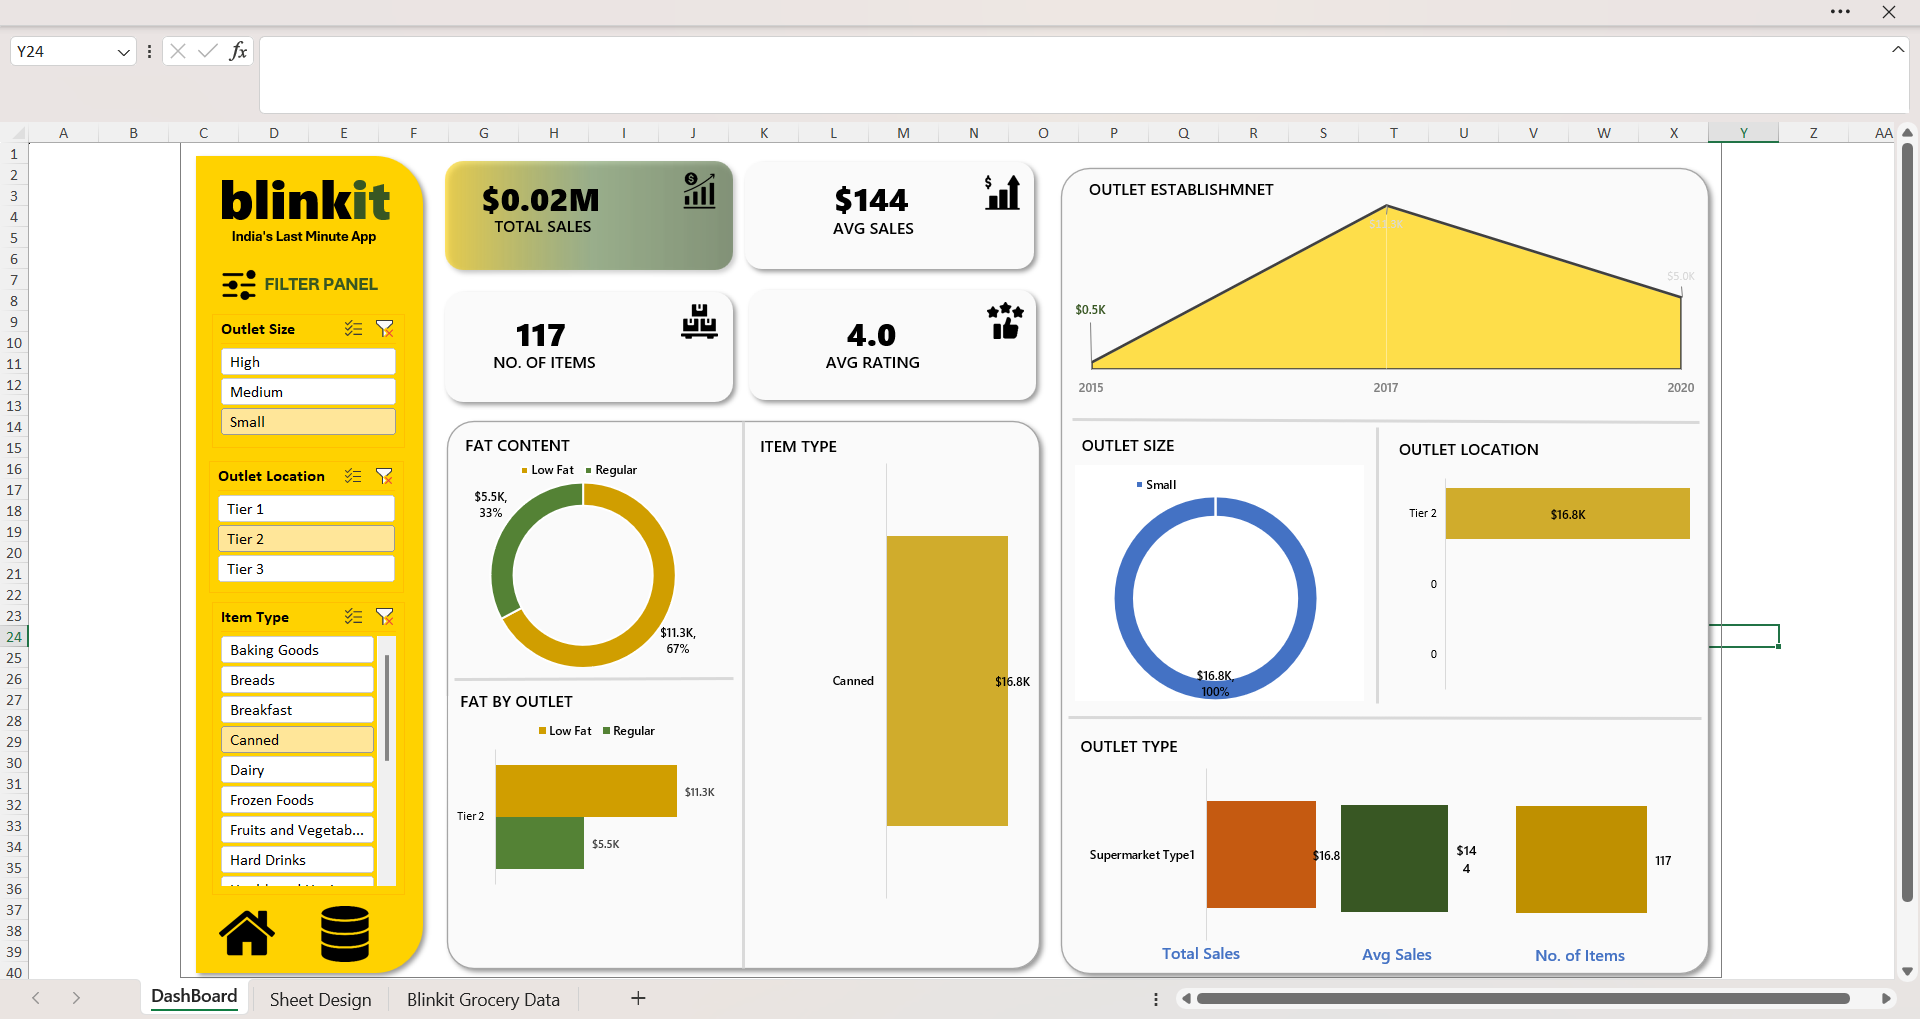 Y24
fx
A B C D E F G H I J K L M N O P Q R S T U V W X Y Z AA
1
2
3
4
5
6
7
8
9
10
11
12
13
14
15
16
17
18
19
20
21
22
23
24
25
26
27
28
29
30
31
32
33
34
35
36
37
38
39
40
blinkit
India's Last Minute App
FILTER PANEL
Outlet Size
High
Medium
Small
Outlet Location
Tier 1
Tier 2
Tier 3
Item Type
Baking Goods
Breads
Breakfast
Canned
Dairy
Frozen Foods
Fruits and Vegetab...
Hard Drinks
$0.02M
TOTAL SALES
$144
AVG SALES
117
NO. OF ITEMS
4.0
AVG RATING
FAT CONTENT
Low Fat Regular
$5.5K,
33%
$11.3K,
67%
FAT BY OUTLET
Low Fat Regular
Tier 2
$11.3K
$5.5K
ITEM TYPE
Canned
$16.8K
OUTLET ESTABLISHMNET
$0.5K
$5.0K
2015 2017 2020
OUTLET SIZE
Small
$16.8K,
100%
OUTLET LOCATION
Tier 2
$16.8K
0
0
OUTLET TYPE
Supermarket Type1
$16.8
$14
4
117
Total Sales Avg Sales No. of Items
DashBoard Sheet Design Blinkit Grocery Data